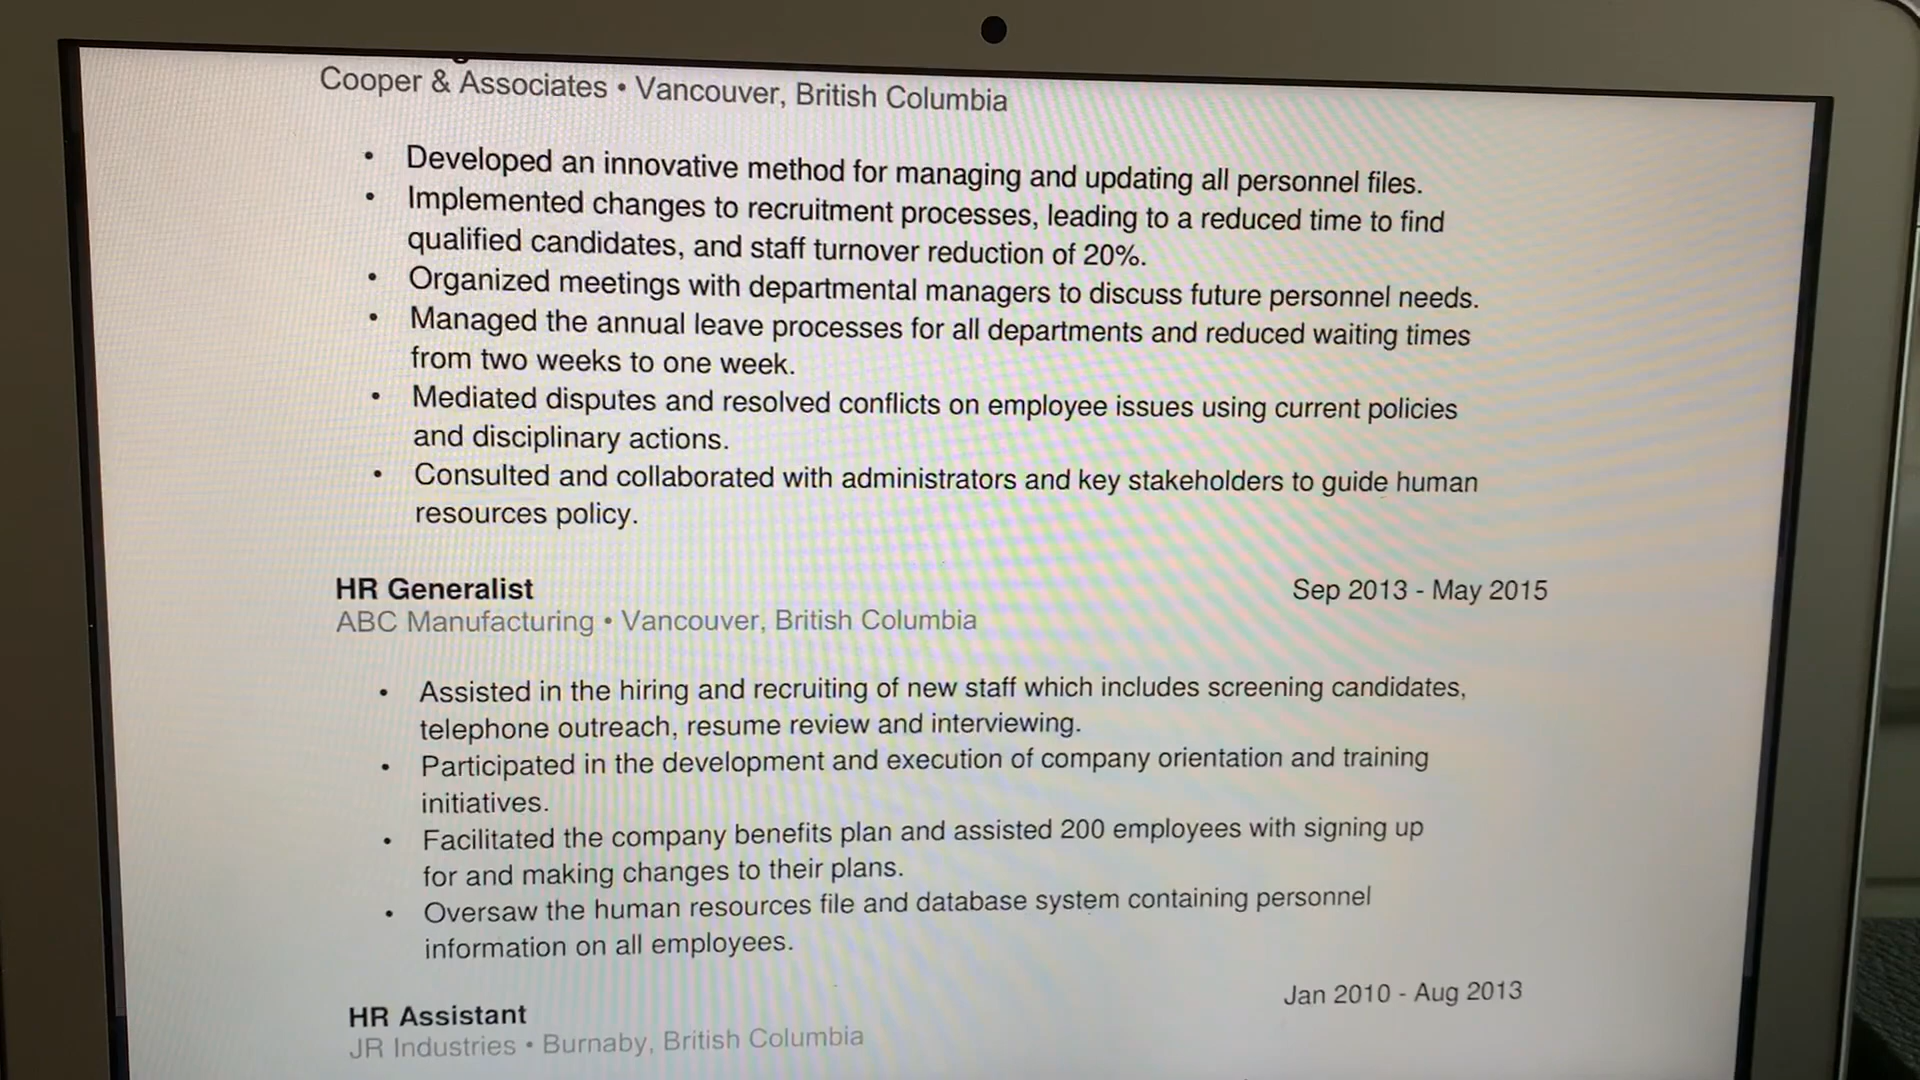 Cooper & Associates • Vancouver, British Columbia
• Developed an innovative method for managing and updating all personnel files.
• Implemented changes to recruitment processes, leading to a reduced time to find
qualified candidates, and staff turnover reduction of 20%.
• Organized meetings with departmental managers to discuss future personnel needs.
• Managed the annual leave processes for all departments and reduced waiting times
from two weeks to one week.
• Mediated disputes and resolved conflicts on employee issues using current policies
and disciplinary actions.
• Consulted and collaborated with administrators and key stakeholders to guide human
resources policy.
HR Generalist Sep 2013 - May 2015
ABC Manufacturing • Vancouver, British Columbia
• Assisted in the hiring and recruiting of new staff which includes screening candidates,
telephone outreach, resume review and interviewing.
• Participated in the development and execution of company orientation and training
initiatives.
• Facilitated the company benefits plan and assisted 200 employees with signing up
for and making changes to their plans.
• Oversaw the human resources file and database system containing personnel
information on all employees.
HR Assistant Jan 2010 - Aug 2013
JR Industries • Burnaby, British Columbia